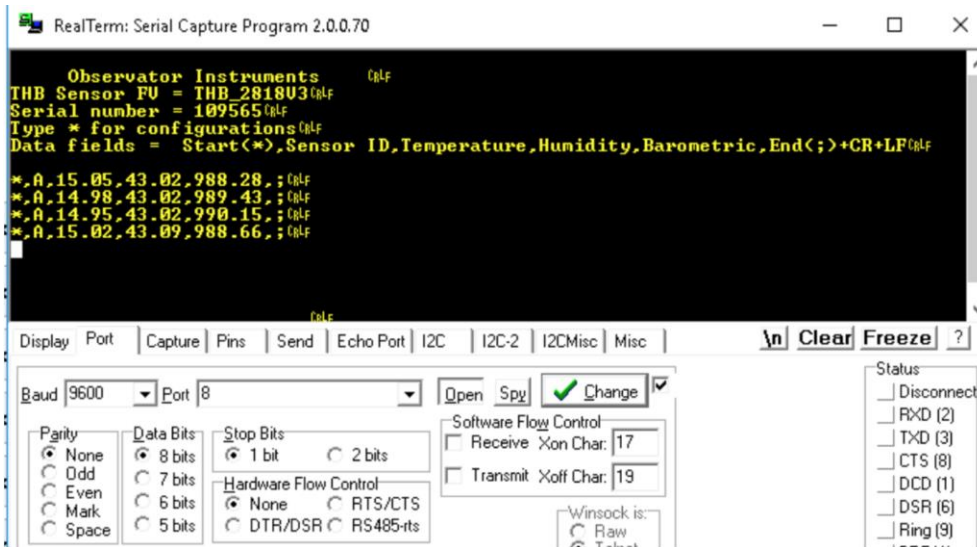 RealTerm: Serial Capture Program 2.0.0.70
Observator Instruments CRLF
THB Sensor FV = THB_2818V3CRLF
Serial number = 109565CRLF
Type * for configurationsCRLF
Data fields = Start(*),Sensor ID,Temperature,Humidity,Barometric,End(;)+CR+LFCRLF
*,A,15.05,43.02,988.28,;CRLF
*,A,14.98,43.02,989.43,;CRLF
*,A,14.95,43.02,990.15,;CRLF
*,A,15.02,43.09,988.66,;CRLF
CRLF
Display Port Capture Pins Send Echo Port I2C I2C-2 I2CMisc Misc \n Clear Freeze ?
Status
Baud 9600 Port 8 Open Spy Change Disconnect
RXD (2)
Parity Data Bits Stop Bits Software Flow Control
None 8 bits 1 bit 2 bits Receive Xon Char: 17 TXD (3)
Odd 7 bits CTS (8)
Even 6 bits Hardware Flow Control Transmit Xoff Char: 19 DCD (1)
Mark None RTS/CTS DSR (6)
Space 5 bits DTR/DSR RS485-rts Winsock is: Ring (9)
Raw